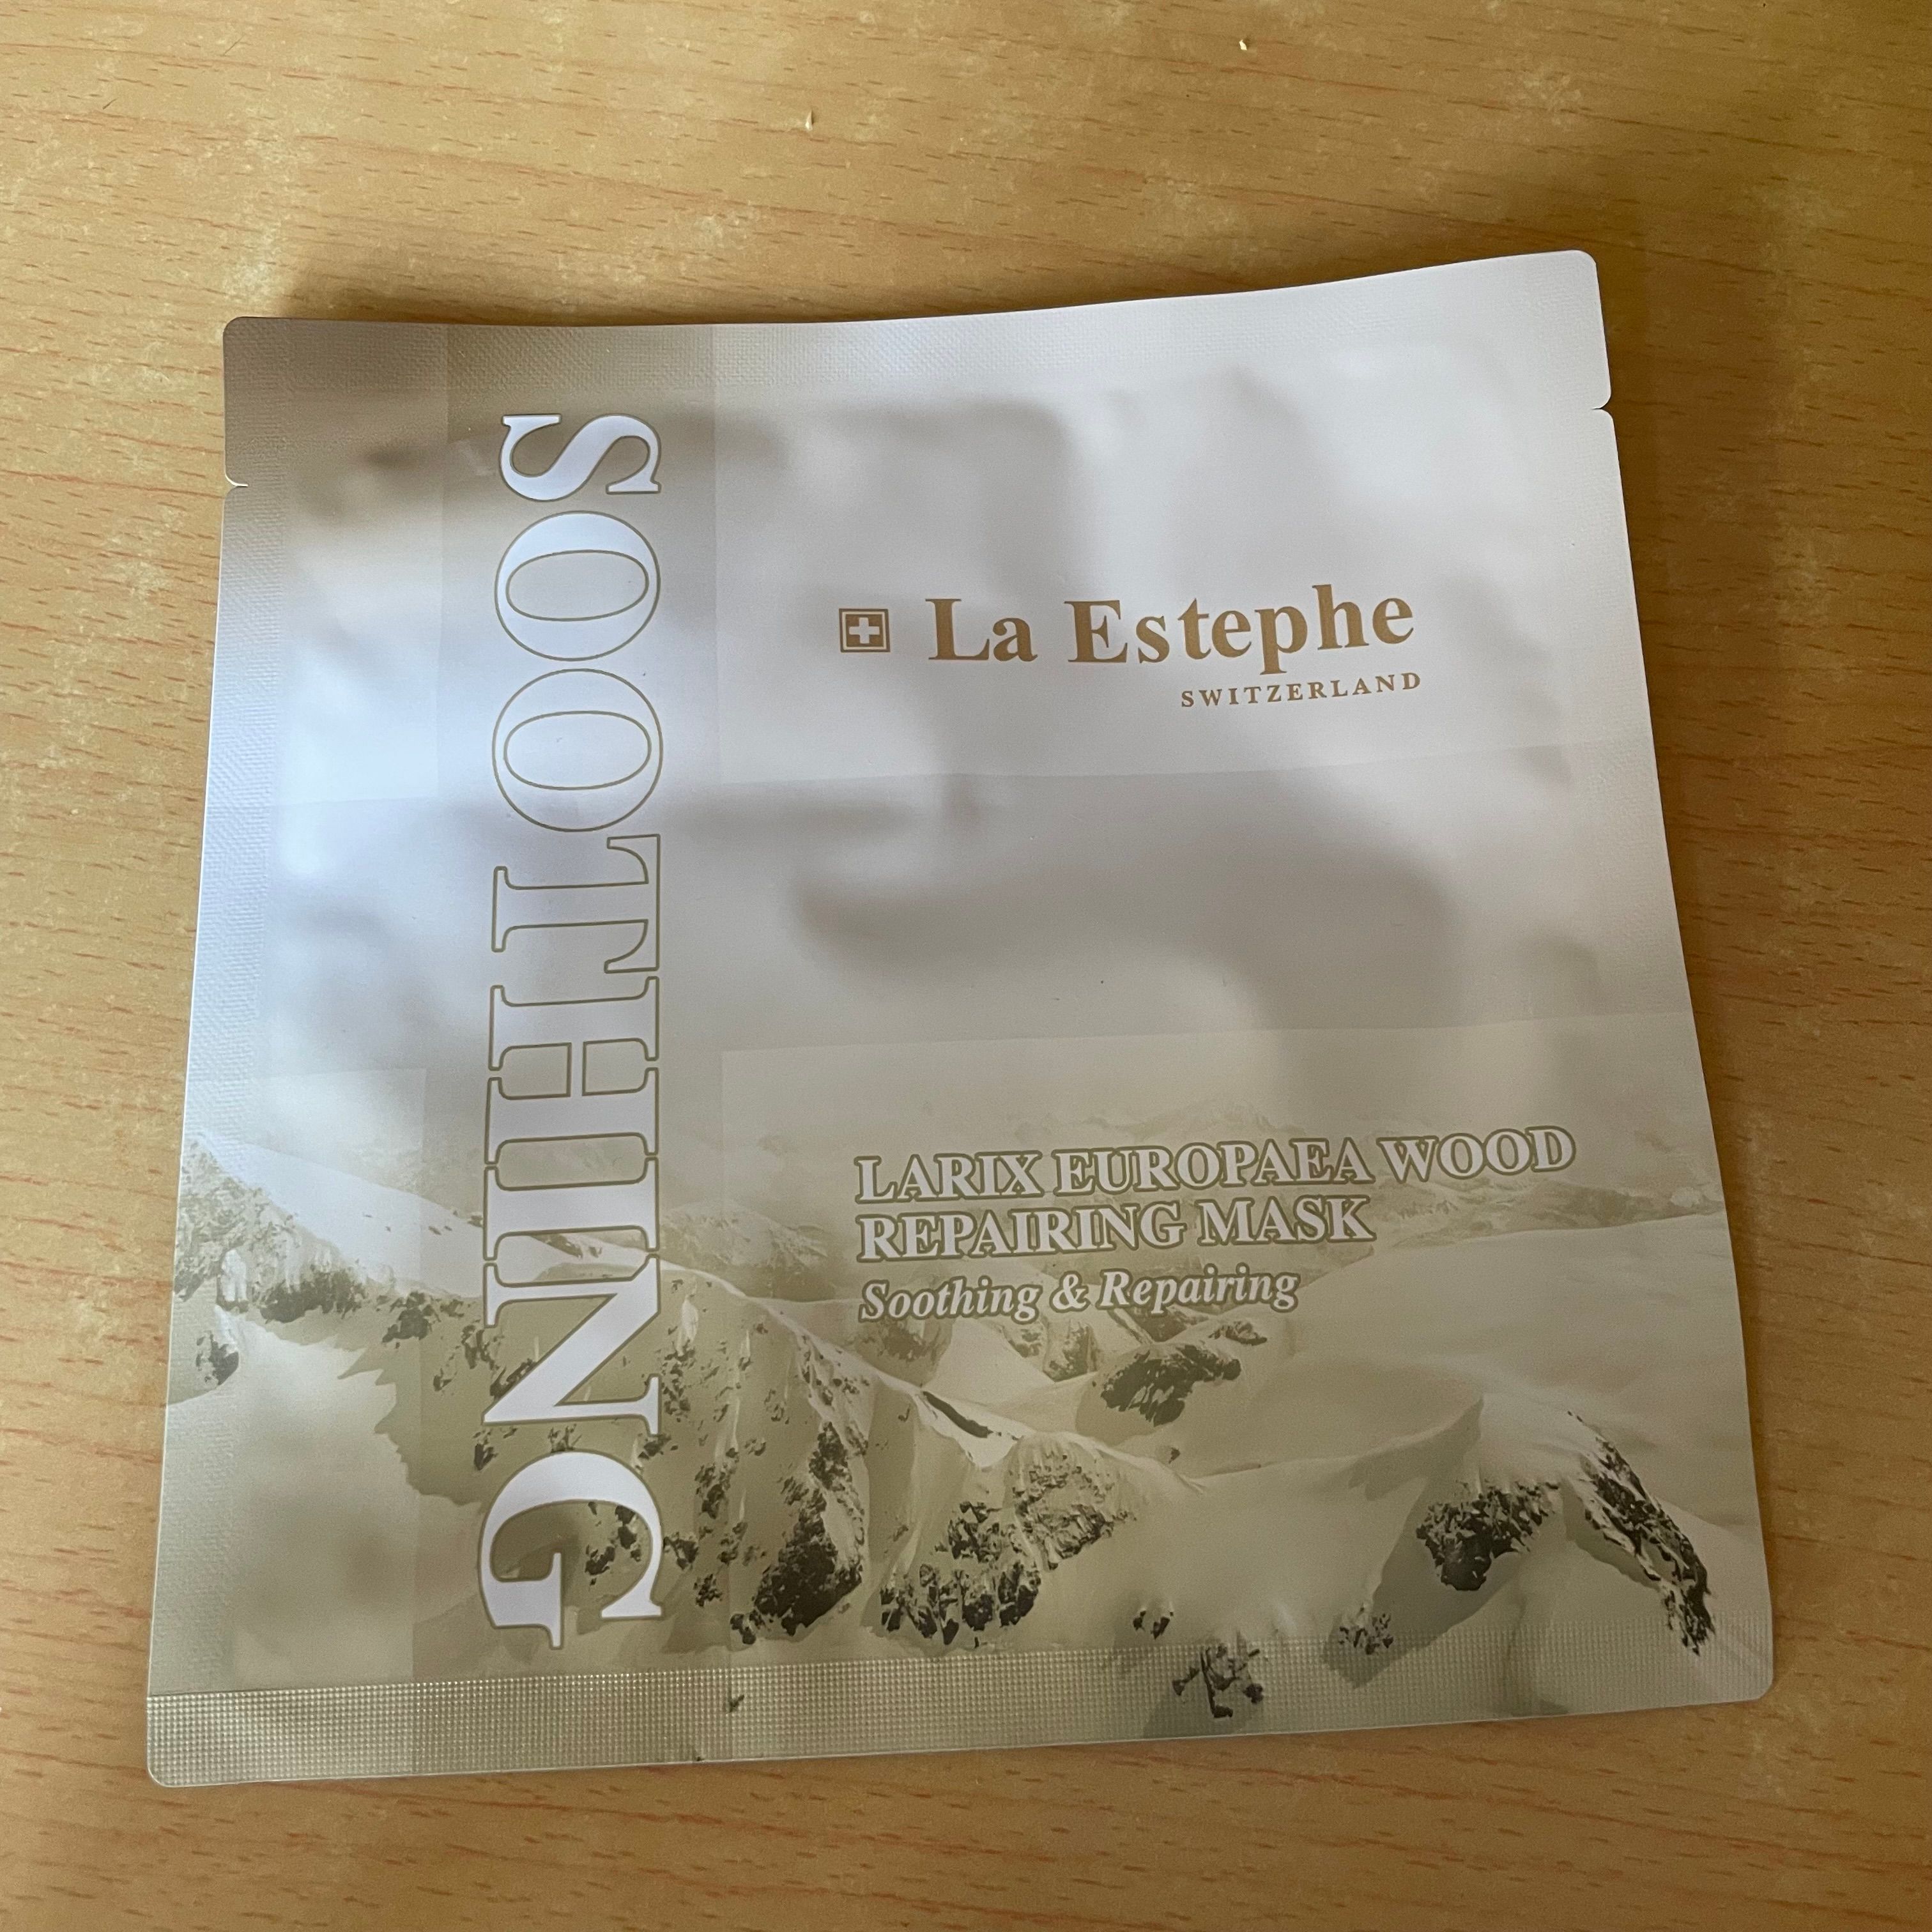 SOOTHING
La Estephe
SWITZERLAND
LARIX EUROPAEA WOOD
REPAIRING MASK
Soothing & Repairing